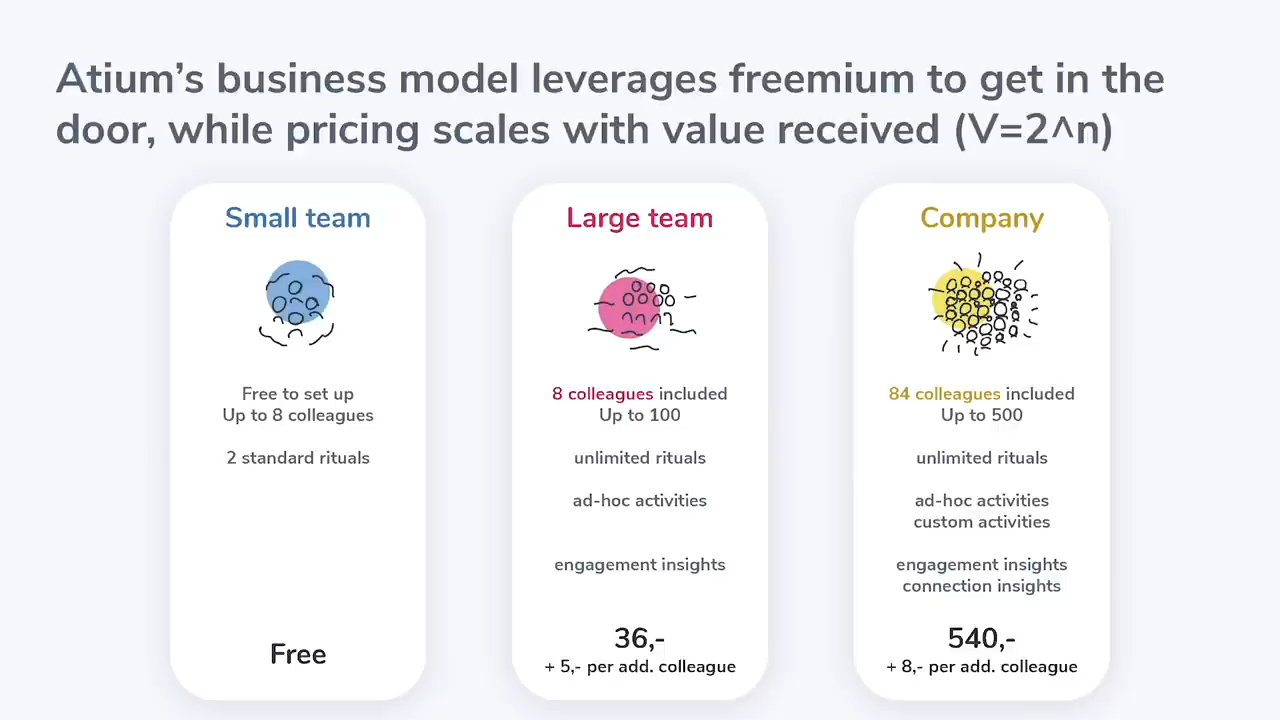 Atium’s business model leverages freemium to get in the
door, while pricing scales with value received (V=2^n)
Small team
Free to set up
Up to 8 colleagues
2 standard rituals
Free
Large team
8 colleagues included
Up to 100
unlimited rituals
ad-hoc activities
engagement insights
36,-
+ 5,- per add. colleague
Company
84 colleagues included
Up to 500
unlimited rituals
ad-hoc activities
custom activities
engagement insights
connection insights
540,-
+ 8,- per add. colleague